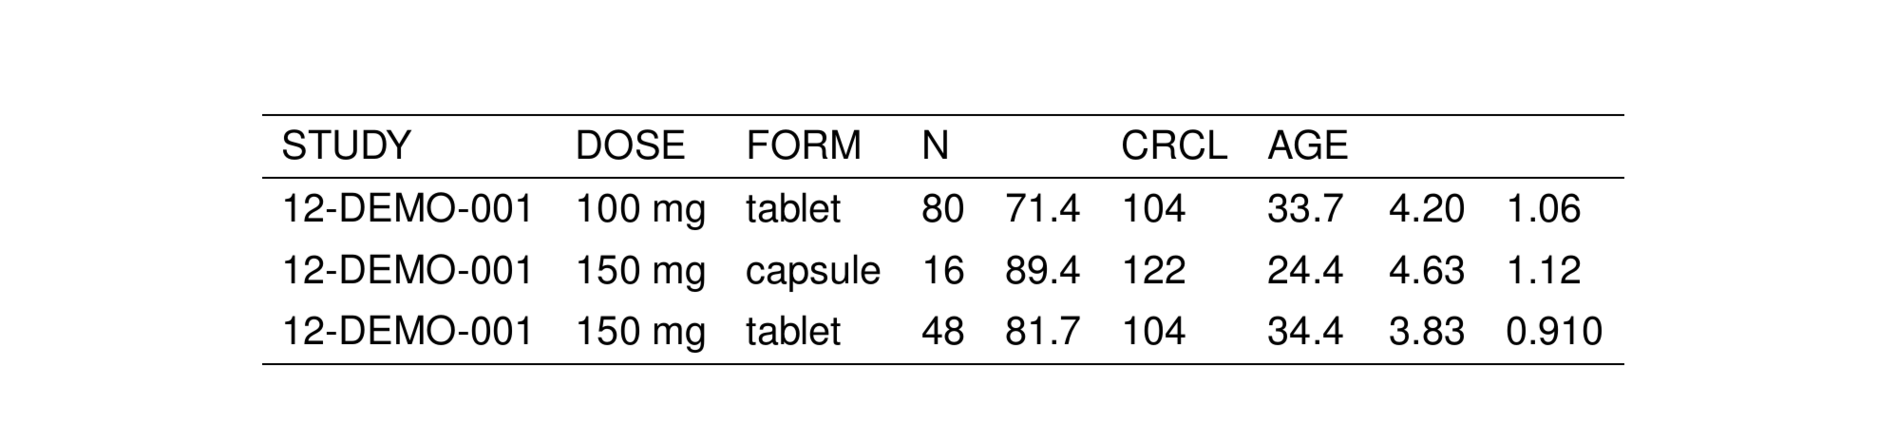 STUDY DOSE FORM N CRCL AGE
12-DEMO-001 100 mg tablet 80 71.4 104 33.7 4.20 1.06
12-DEMO-001 150 mg capsule 16 89.4 122 24.4 4.63 1.12
12-DEMO-001 150 mg tablet 48 81.7 104 34.4 3.83 0.910